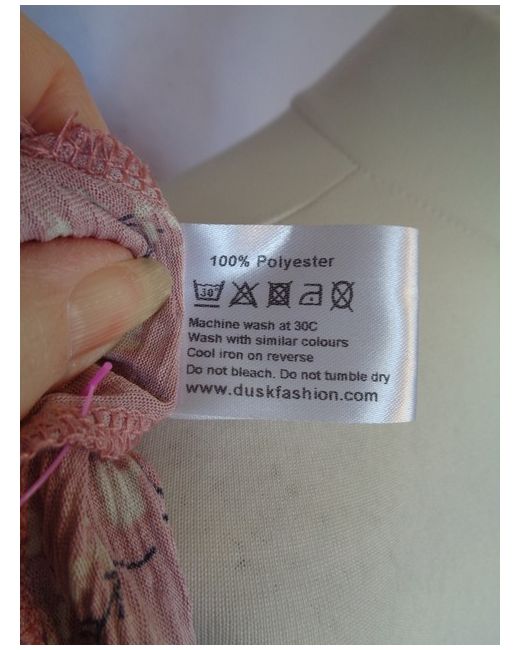 100% Polyester
30°
Machine wash at 30C
Wash with similar colours
Cool iron on reverse
Do not bleach. Do not tumble dry
www.duskfashion.com